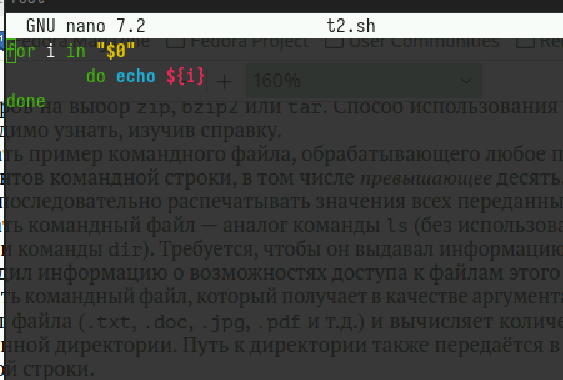 GNU nano 7.2 t2.sh
for i in "$0"
Fedora Project User Communities Re
do echo ${i}
+ 160%
done
на выбор zip, bzip2 или tar. Способ использования
димо узнать, изучив справку.
ть пример командного файла, обрабатывающего любое
нтов командной строки, в том числе превышающее десять.
последовательно распечатывать значения всех переданны
ть командный файл — аналог команды ls (без использова
и команды dir). Требуется, чтобы он выдавал информацию
дил информацию о возможностях доступа к файлам этого
ть командный файл, который получает в качестве аргумента
файла (.txt, .doc, .jpg, .pdf и т.д.) и вычисляет количе
нной директории. Путь к директории также передаётся в
ой строки.